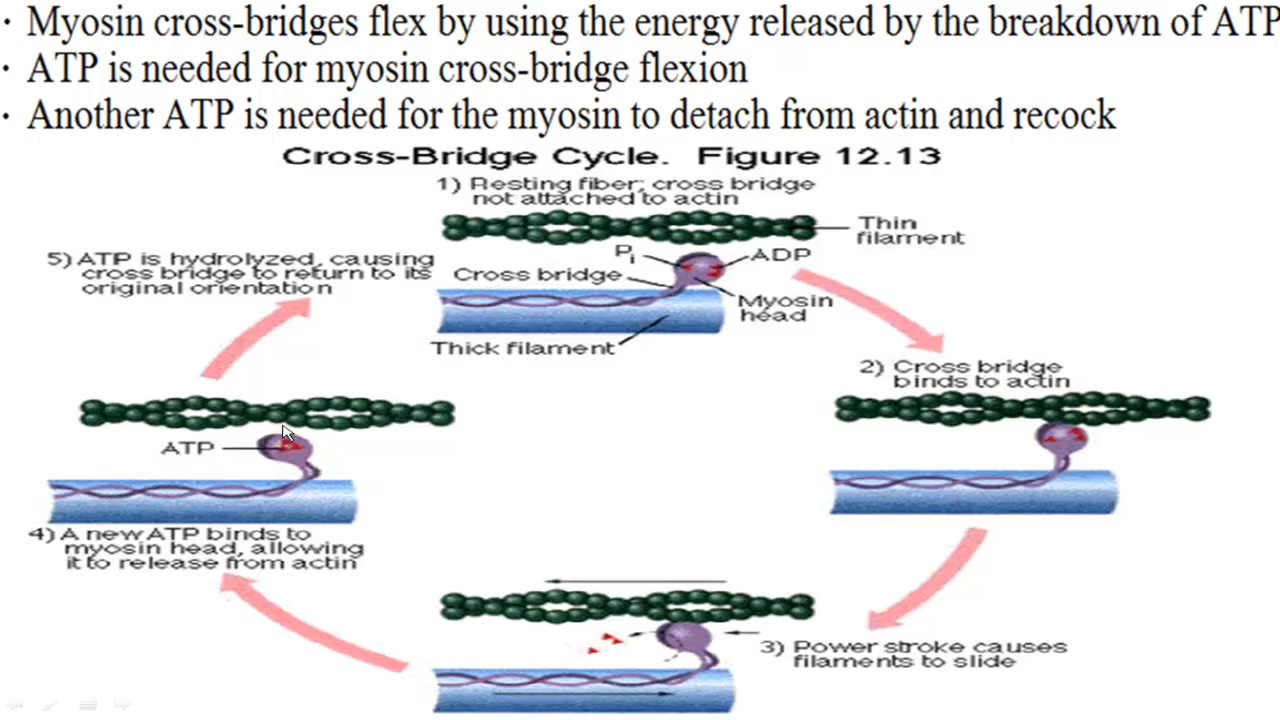 · Myosin cross-bridges flex by using the energy released by the breakdown of ATP
· ATP is needed for myosin cross-bridge flexion
· Another ATP is needed for the myosin to detach from actin and recock
Cross-Bridge Cycle. Figure 12.13
1) Resting fiber; cross bridge
not attached to actin
Thin
filament
Pi
ADP
Cross bridge
Myosin
head
Thick filament
2) Cross bridge
binds to actin
3) Power stroke causes
filaments to slide
ATP
4) A new ATP binds to
myosin head, allowing
it to release from actin
5) ATP is hydrolyzed, causing
cross bridge to return to its
original orientation